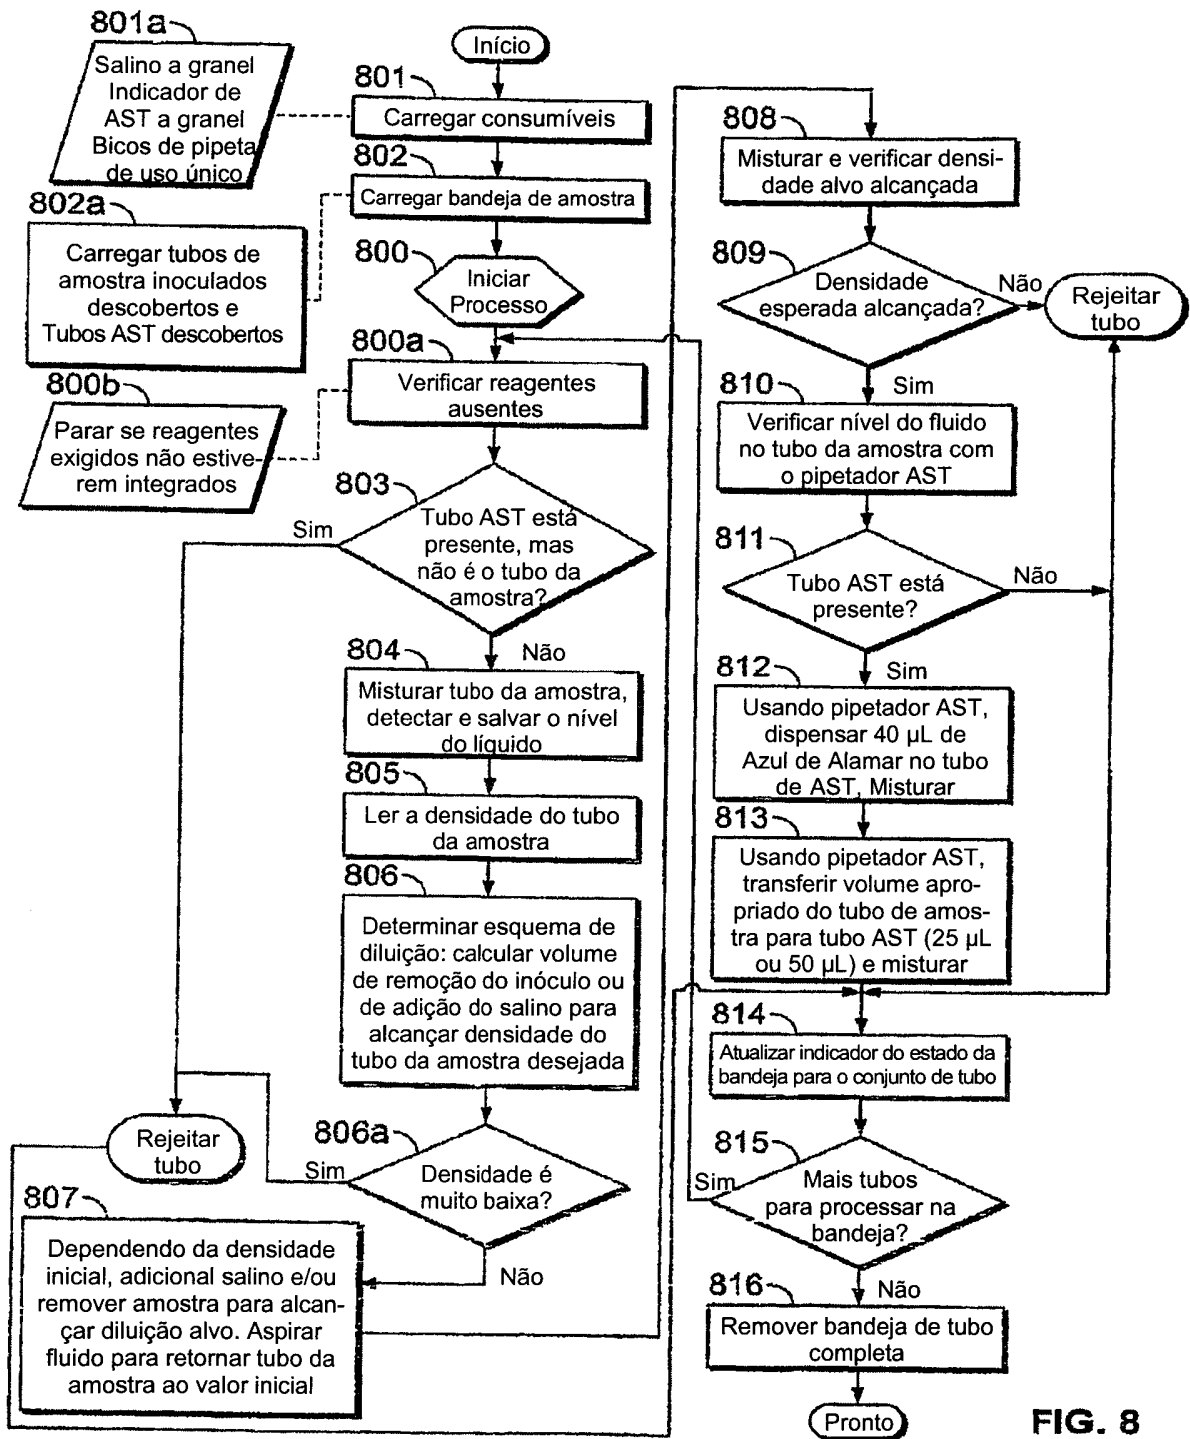 Início
801a
Salino a granel
Indicador de
AST a granel
Bicos de pipeta
de uso único
801
Carregar consumíveis
802
Carregar bandeja de amostra
802a
Carregar tubos de
amostra inoculados
descobertos e
Tubos AST descobertos
800
Iniciar
Processo
800a
Verificar reagentes
ausentes
800b
Parar se reagentes
exigidos não estive-
rem integrados
803
Tubo AST está
presente, mas
não é o tubo da
amostra?
Sim
Não
804
Misturar tubo da amostra,
detectar e salvar o nível
do líquido
805
Ler a densidade do tubo
da amostra
806
Determinar esquema de
diluição: calcular volume
de remoção do inóculo ou
de adição do salino para
alcançar densidade do
tubo da amostra desejada
806a
Densidade é
muito baixa?
Sim
Não
Rejeitar
tubo
807
Dependendo da densidade
inicial, adicional salino e/ou
remover amostra para alcan-
çar diluição alvo. Aspirar
fluido para retornar tubo da
amostra ao valor inicial
808
Misturar e verificar densi-
dade alvo alcançada
809
Densidade
esperada alcançada?
Não
Rejeitar
tubo
Sim
810
Verificar nível do fluido
no tubo da amostra com
o pipetador AST
811
Tubo AST está
presente?
Não
Sim
812
Usando pipetador AST,
dispensar 40 µL de
Azul de Alamar no tubo
de AST, Misturar
813
Usando pipetador AST,
transferir volume apro-
priado do tubo de amos-
tra para tubo AST (25 µL
ou 50 µL) e misturar
814
Atualizar indicador do estado da
bandeja para o conjunto de tubo
815
Mais tubos
para processar na
bandeja?
Sim
Não
816
Remover bandeja de tubo
completa
Pronto
FIG. 8